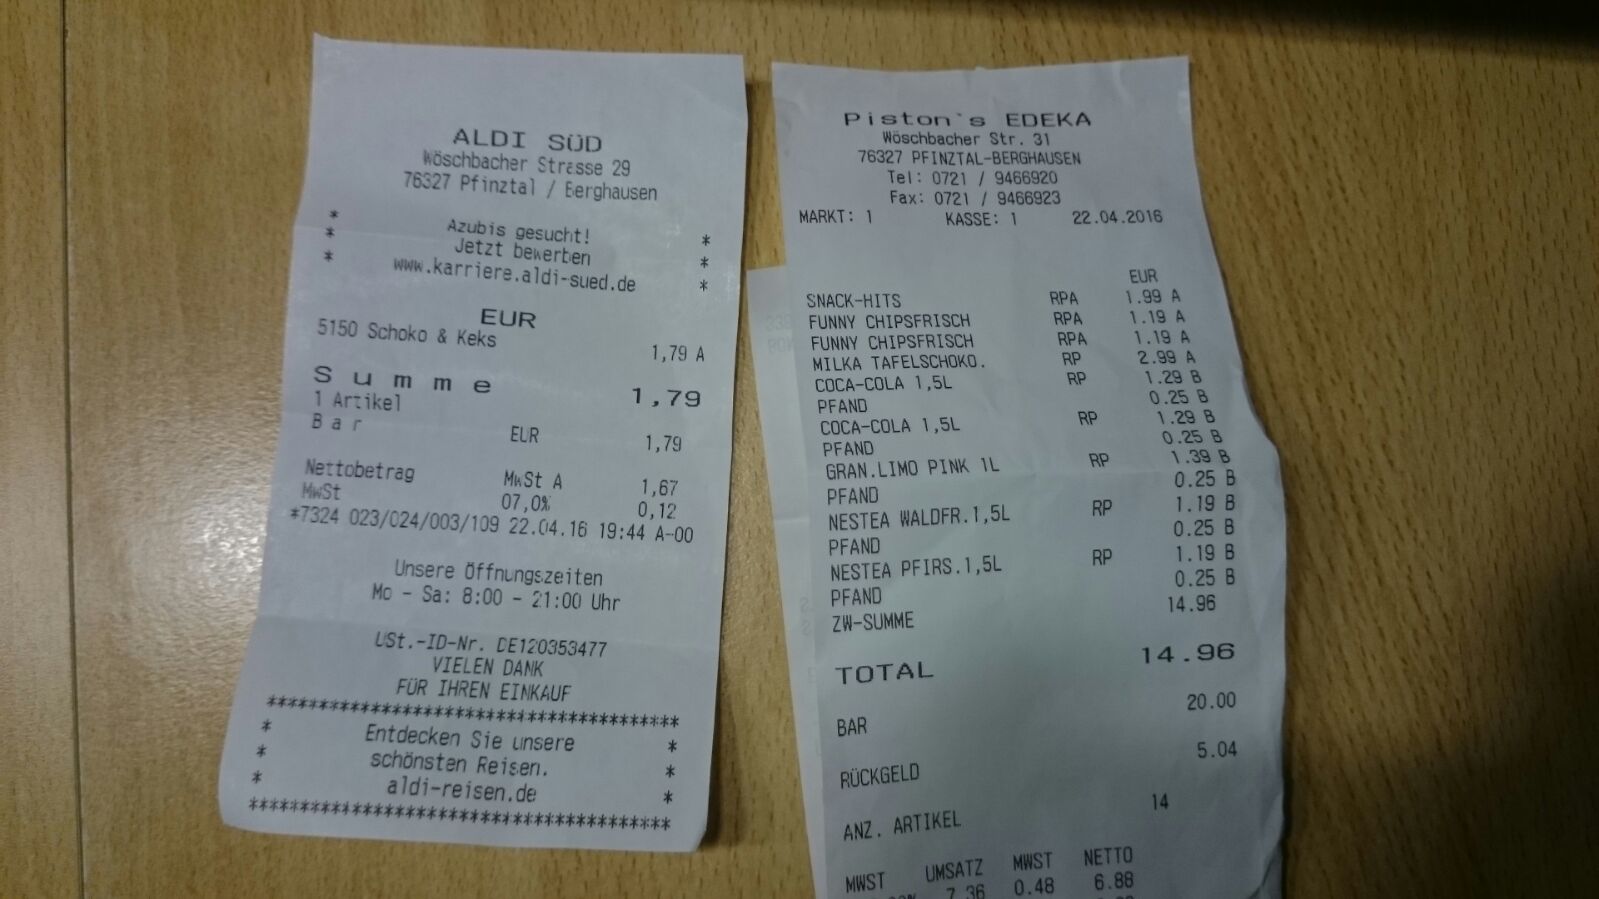 ALDI SÜD
Wöschbacher Strasse 29
76327 Pfinztal / Berghausen
* Azubis gesucht! *
* Jetzt bewerben *
* www.karriere.aldi-sued.de *
EUR
5150 Schoko & Keks 1,79 A
Summe 1,79
1 Artikel
Bar EUR 1,79
Nettobetrag MwSt A 1,67
MwSt 07,0% 0,12
*7324 023/024/003/109 22.04.16 19:44 A-00
Unsere Öffnungszeiten
Mo - Sa: 8:00 - 21:00 Uhr
USt.-ID-Nr. DE120353477
VIELEN DANK
FÜR IHREN EINKAUF
****************************************
* Entdecken Sie unsere *
* schönsten Reisen. *
* aldi-reisen.de *
****************************************
Piston's EDEKA
Wöschbacher Str. 31
76327 PFINZTAL-BERGHAUSEN
Tel: 0721 / 9466920
Fax: 0721 / 9466923
MARKT: 1 KASSE: 1 22.04.2016
EUR
SNACK-HITS RPA 1.99 A
FUNNY CHIPSFRISCH RPA 1.19 A
FUNNY CHIPSFRISCH RPA 1.19 A
MILKA TAFELSCHOKO. RP 2.99 A
COCA-COLA 1,5L RP 1.29 B
PFAND 0.25 B
COCA-COLA 1,5L RP 1.29 B
PFAND 0.25 B
GRAN.LIMO PINK 1L RP 1.39 B
PFAND 0.25 B
NESTEA WALDFR.1,5L RP 1.19 B
PFAND 0.25 B
NESTEA PFIRS.1,5L RP 1.19 B
PFAND 0.25 B
ZW-SUMME 14.96
TOTAL 14.96
BAR 20.00
RÜCKGELD 5.04
ANZ. ARTIKEL 14
MWST UMSATZ MWST NETTO
7.36 0.48 6.88